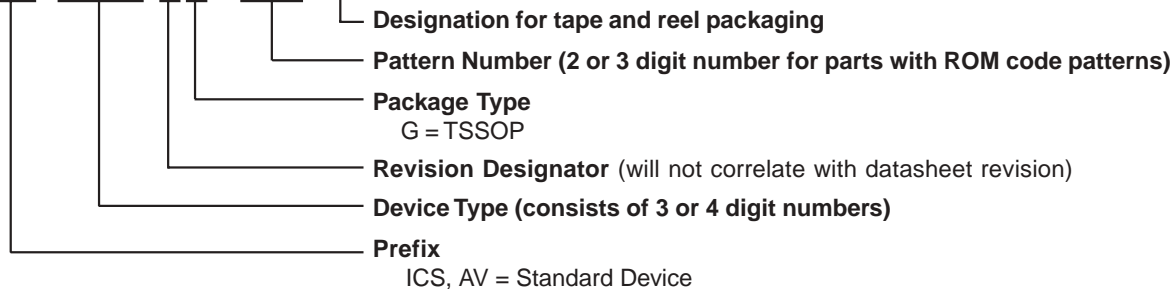 Designation for tape and reel packaging
Pattern Number (2 or 3 digit number for parts with ROM code patterns)
Package Type
G = TSSOP
Revision Designator (will not correlate with datasheet revision)
Device Type (consists of 3 or 4 digit numbers)
Prefix
ICS, AV = Standard Device